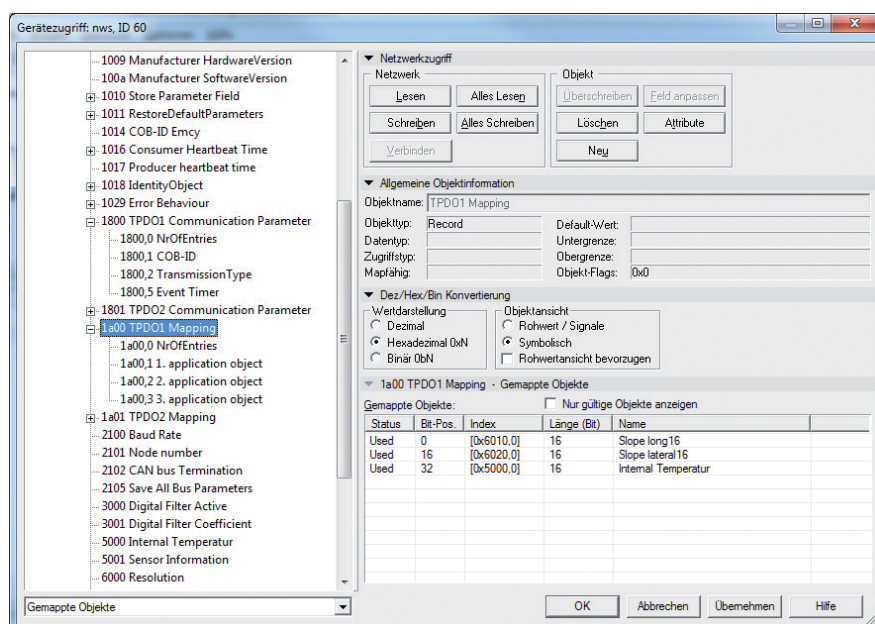 Gerätezugriff: nws, ID 60
1009 Manufacturer HardwareVersion
100a Manufacturer SoftwareVersion
1010 Store Parameter Field
1011 RestoreDefaultParameters
1014 COB-ID Emcy
1016 Consumer Heartbeat Time
1017 Producer heartbeat time
1018 IdentityObject
1029 Error Behaviour
1800 TPDO1 Communication Parameter
1800,0 NrOfEntries
1800,1 COB-ID
1800,2 TransmissionType
1800,5 Event Timer
1801 TPDO2 Communication Parameter
1a00 TPDO1 Mapping
1a00,0 NrOfEntries
1a00,1 1. application object
1a00,2 2. application object
1a00,3 3. application object
1a01 TPDO2 Mapping
2100 Baud Rate
2101 Node number
2102 CAN bus Termination
2105 Save All Bus Parameters
3000 Digital Filter Active
3001 Digital Filter Coefficient
5000 Internal Temperatur
5001 Sensor Information
6000 Resolution
Gemappte Objekte
Netzwerkzugriff
Netzwerk
Lesen Alles Lesen
Schreiben Alles Schreiben
Verbinden
Objekt
Überschreiben Feld anpassen
Löschen Attribute
Neu
Allgemeine Objektinformation
Objektname: TPDO1 Mapping
Objekttyp: Record Default-Wert:
Datentyp: Untergrenze:
Zugriffstyp: Obergrenze:
Mapfähig: Objekt-Flags: 0x0
Dez/Hex/Bin Konvertierung
Wertdarstellung
Dezimal
Hexadezimal 0xN
Binär 0bN
Objektansicht
Rohwert / Signale
Symbolisch
Rohwertansicht bevorzugen
1a00 TPDO1 Mapping - Gemappte Objekte
Gemappte Objekte: Nur gültige Objekte anzeigen
Status Bit-Pos. Index Länge (Bit) Name
Used 0 [0x6010,0] 16 Slope long16
Used 16 [0x6020,0] 16 Slope lateral16
Used 32 [0x5000,0] 16 Internal Temperatur
OK Abbrechen Übernehmen Hilfe